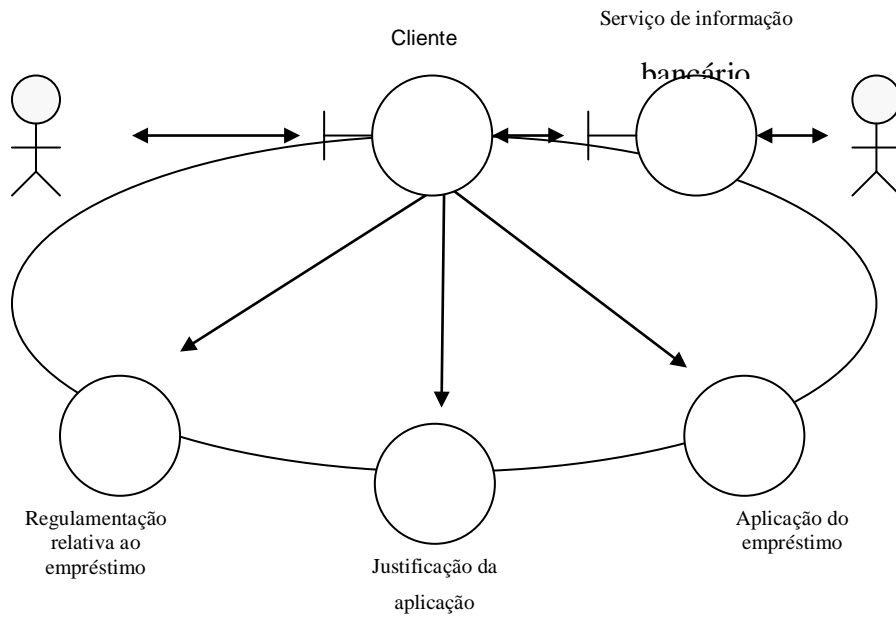 Cliente
Serviço de informação
bancário
Regulamentação
relativa ao
empréstimo
Justificação da
aplicação
Aplicação do
empréstimo